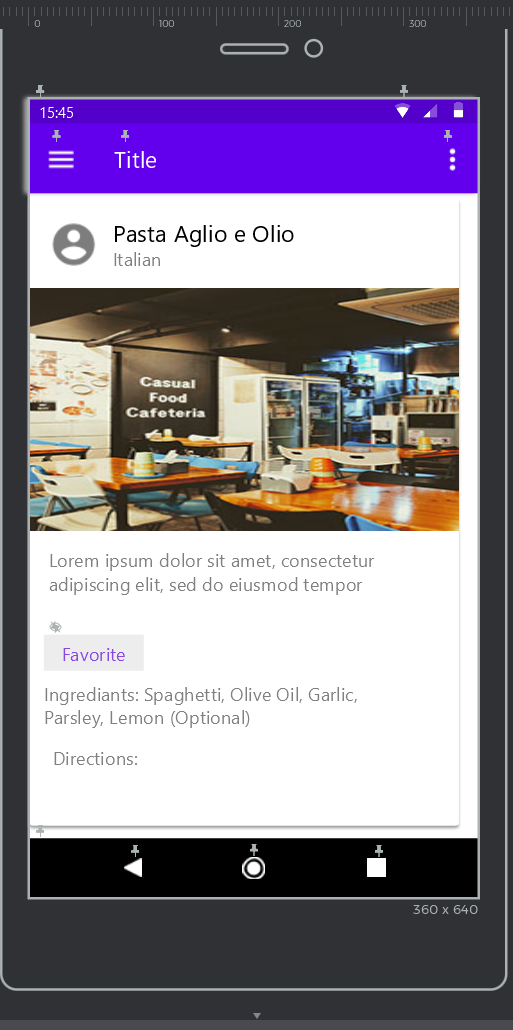 0 100 200 300
15:45
Title
Pasta Aglio e Olio
Italian
Casual
Food
Cafeteria
Lorem ipsum dolor sit amet, consectetur
adipiscing elit, sed do eiusmod tempor
Favorite
Ingrediants: Spaghetti, Olive Oil, Garlic,
Parsley, Lemon (Optional)
Directions:
360 x 640